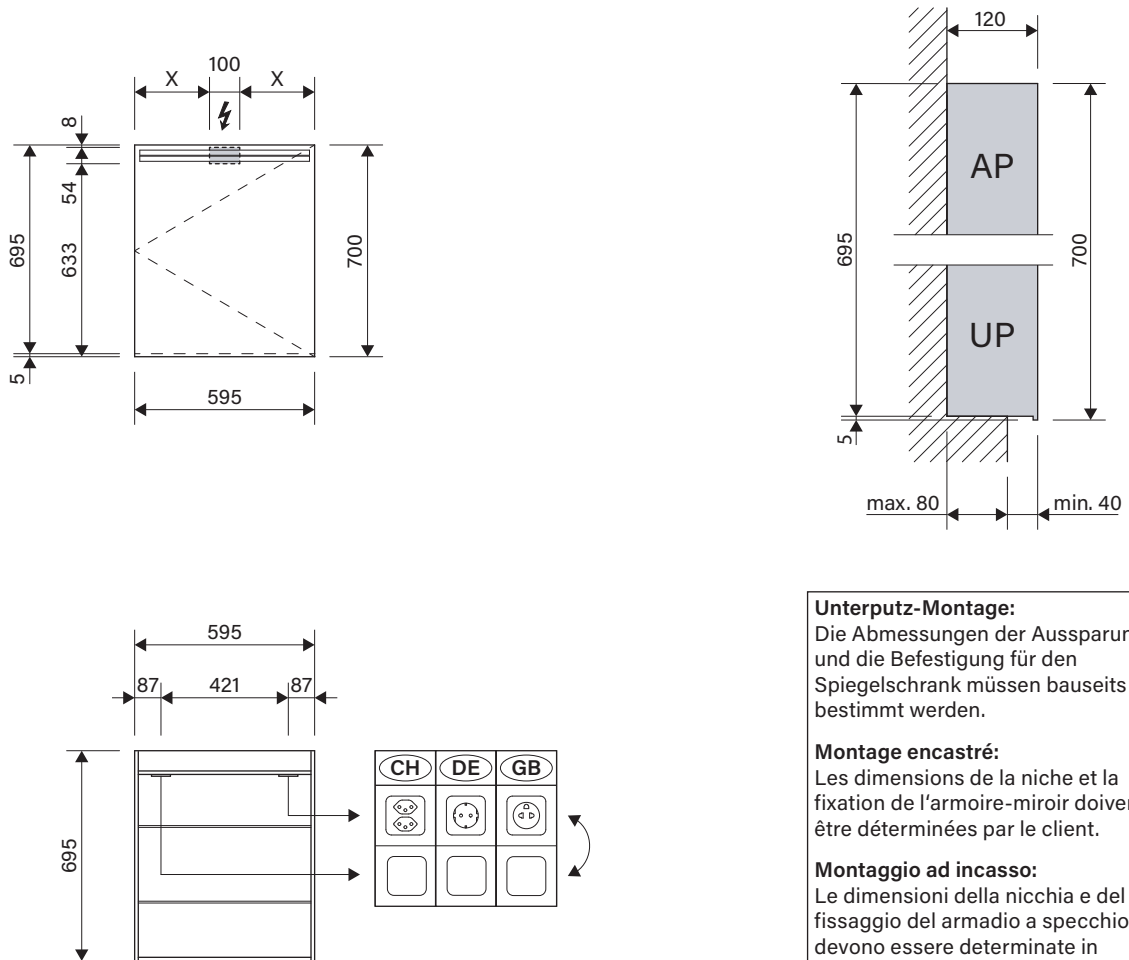 X 100 X
8
54
695
633
700
5
595
120
AP
695
700
UP
5
max. 80
min. 40
595
87 421 87
CH DE GB
695
Unterputz-Montage:
Die Abmessungen der
und die Befestigung für den
Spiegelschrank müssen bauseits
bestimmt werden.
Montage encastré:
Les dimensions de la niche et la
fixation de l‘armoire-miroir
être déterminées par le client.
Montaggio ad incasso:
Le dimensioni della nicchia e del
fissaggio del armadio a specchio
devono essere determinate in